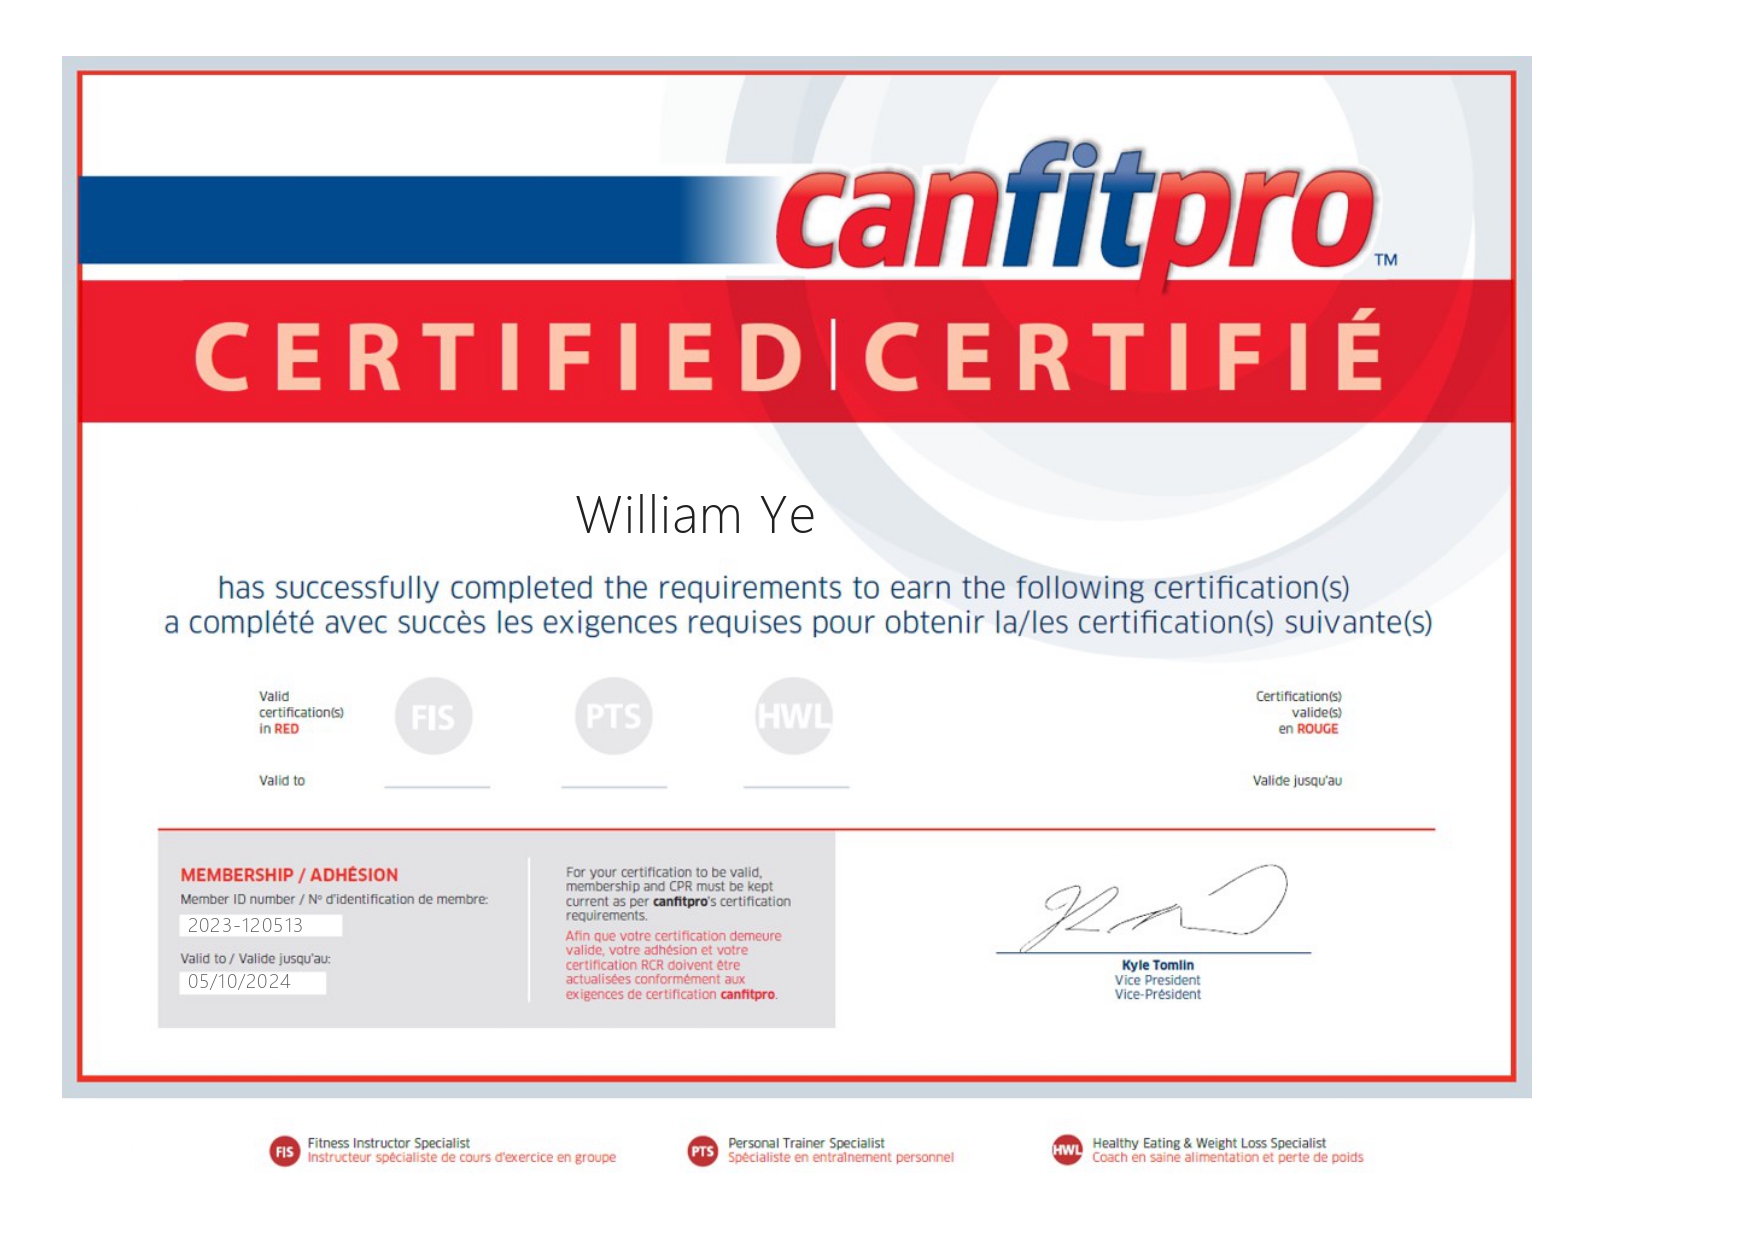 canfitpro™
CERTIFIED | CERTIFIÉ
William Ye
has successfully completed the requirements to earn the following certification(s)
a complété avec succès les exigences requises pour obtenir la/les certification(s) suivante(s)
Valid
certification(s)
in RED
FIS
PTS
HWL
Certification(s)
valide(s)
en ROUGE
Valid to
Valide jusqu'au
MEMBERSHIP / ADHÉSION
Member ID number / Nº d'identification de membre:
2023-120513
Valid to / Valide jusqu'au:
05/10/2024
For your certification to be valid,
membership and CPR must be kept
current as per canfitpro's certification
requirements.
Afin que votre certification demeure
valide, votre adhésion et votre
certification RCR doivent être
actualisées conformément aux
exigences de certification canfitpro.
Kyle Tomlin
Vice President
Vice-Président
FIS
Fitness Instructor Specialist
Instructeur spécialiste de cours d'exercice en groupe
PTS
Personal Trainer Specialist
Spécialiste en entraînement personnel
HWL
Healthy Eating & Weight Loss Specialist
Coach en saine alimentation et perte de poids